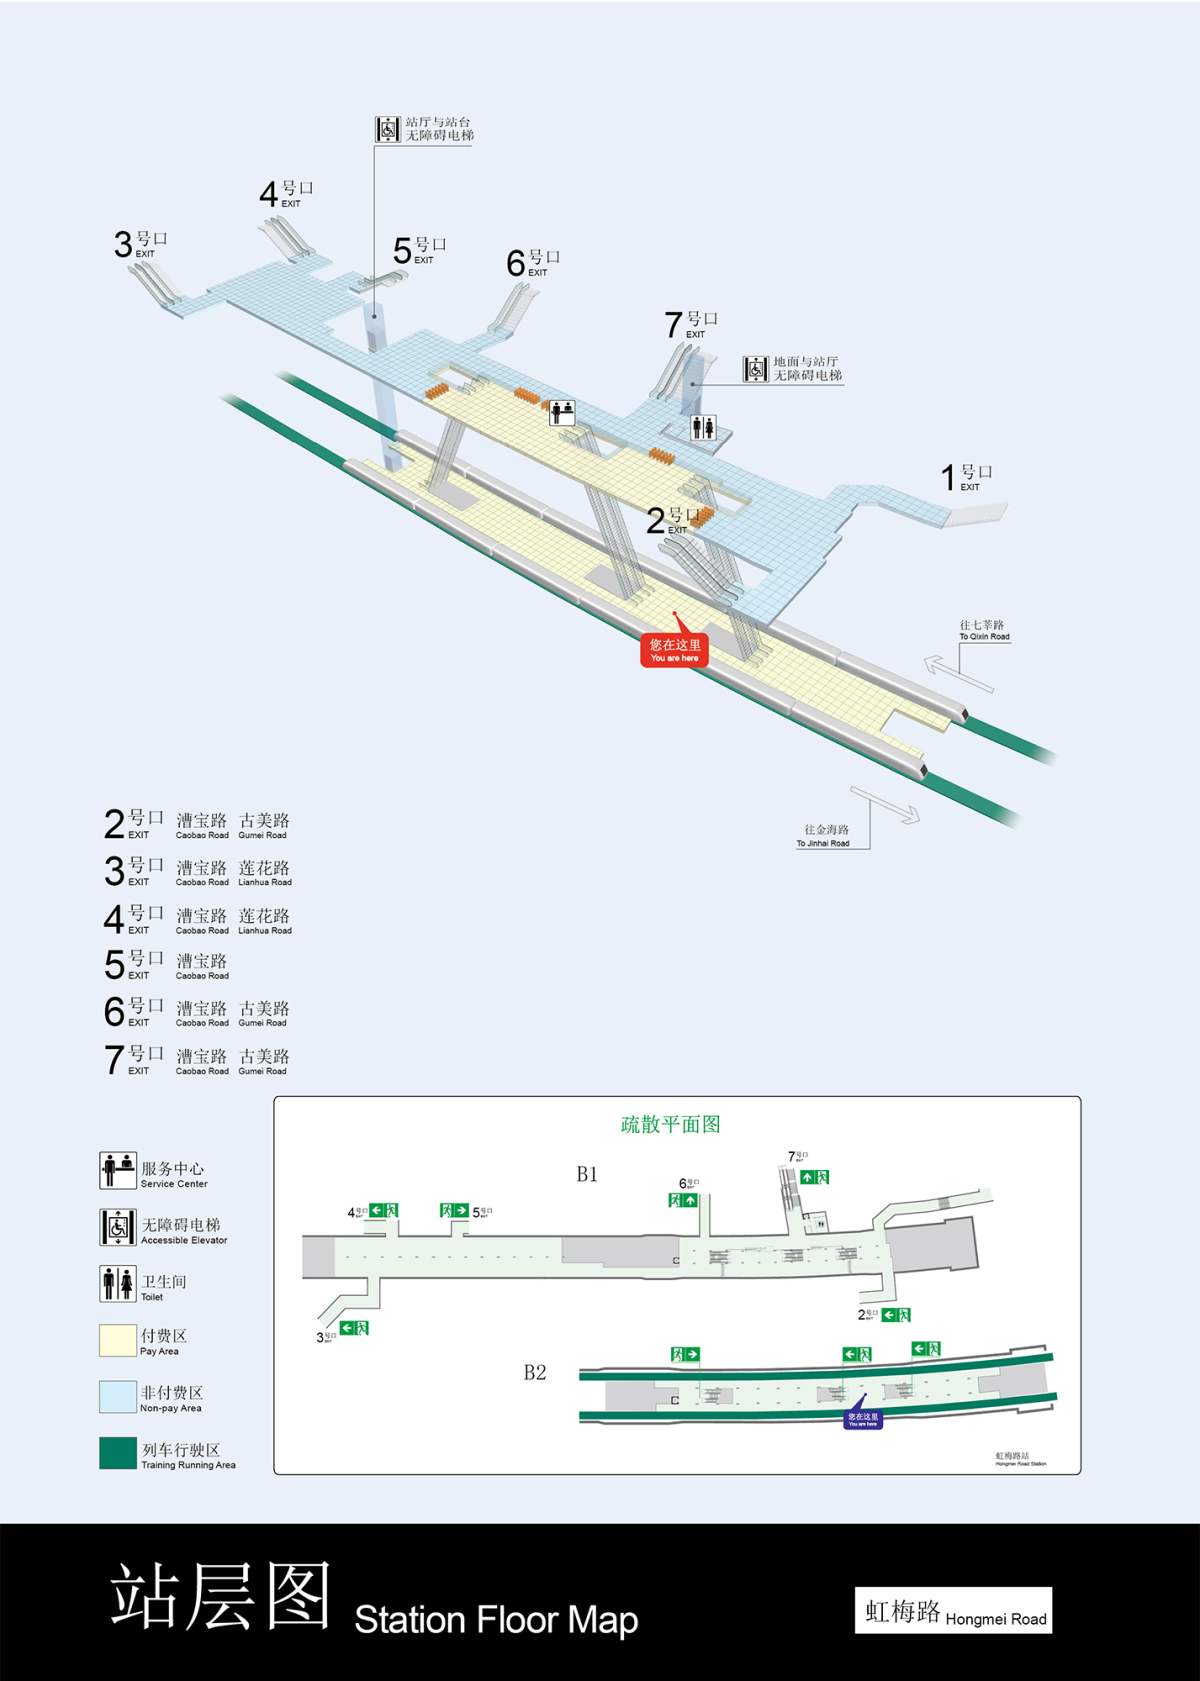 站厅与站台
无障碍电梯
4 号口
EXIT
3 号口
EXIT
5 号口
EXIT
6 号口
EXIT
7 号口
EXIT
地面与站厅
无障碍电梯
1 号口
EXIT
2 号口
EXIT
您在这里
You are here
往七莘路
To Qixin Road
往金海路
To Jinhai Road
2 号口 漕宝路 古美路
EXIT Caobao Road Gumei Road
3 号口 漕宝路 莲花路
EXIT Caobao Road Lianhua Road
4 号口 漕宝路 莲花路
EXIT Caobao Road Lianhua Road
5 号口 漕宝路
EXIT Caobao Road
6 号口 漕宝路 古美路
EXIT Caobao Road Gumei Road
7 号口 漕宝路 古美路
EXIT Caobao Road Gumei Road
服务中心
Service Center
无障碍电梯
Accessible Elevator
卫生间
Toilet
付费区
Pay Area
非付费区
Non-pay Area
列车行驶区
Training Running Area
疏散平面图
B1
7 号口
EXIT
6 号口
EXIT
4 号口
EXIT
5 号口
EXIT
3 号口
EXIT
2 号口
EXIT
B2
您在这里
You are here
虹梅路站
Hongmei Road Station
站层图 Station Floor Map
虹梅路 Hongmei Road